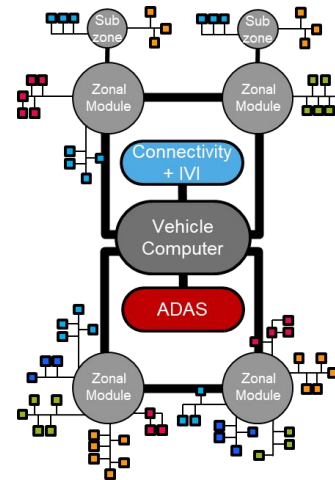 Sub
zone
Sub
zone
Zonal
Module
Zonal
Module
Connectivity
+ IVI
Vehicle
Computer
ADAS
Zonal
Module
Zonal
Module